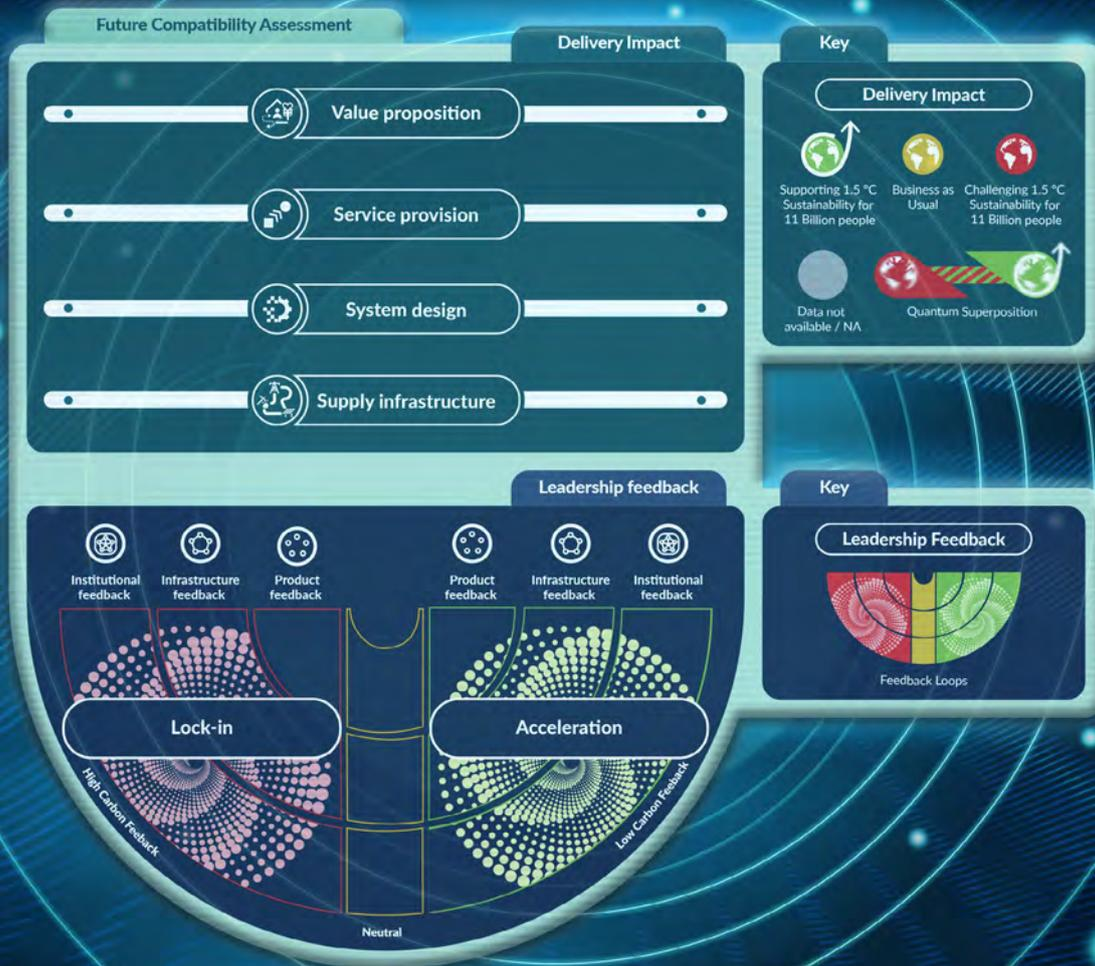 Future Compatibility Assessment
Delivery Impact
Value proposition
Service provision
System design
Supply infrastructure
Key
Delivery Impact
Supporting 1.5 °C
Sustainability for
11 Billion people
Business as
Usual
Challenging 1.5 °C
Sustainability for
11 Billion people
Data not
available / NA
Quantum Superposition
Leadership feedback
Institutional
feedback
Infrastructure
feedback
Product
feedback
Product
feedback
Infrastructure
feedback
Institutional
feedback
Lock-in
Acceleration
High Carbon Feeback
Low Carbon Feeback
Neutral
Key
Leadership Feedback
Feedback Loops